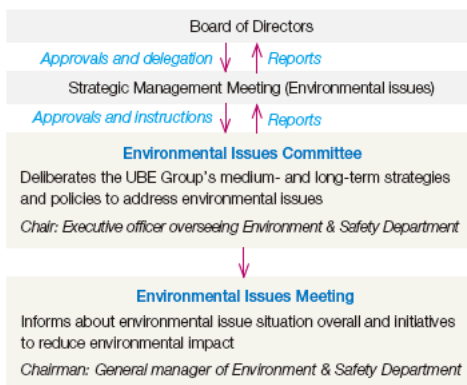 Board of Directors
Approvals and delegation Reports
Strategic Management Meeting (Environmental issues)
Approvals and instructions Reports
Environmental Issues Committee
Deliberates the UBE Group's medium- and long-term strategies
and policies to address environmental issues
Chair: Executive officer overseeing Environment & Safety Department
Environmental Issues Meeting
Informs about environmental issue situation overall and initiatives
to reduce environmental impact
Chairman: General manager of Environment & Safety Department